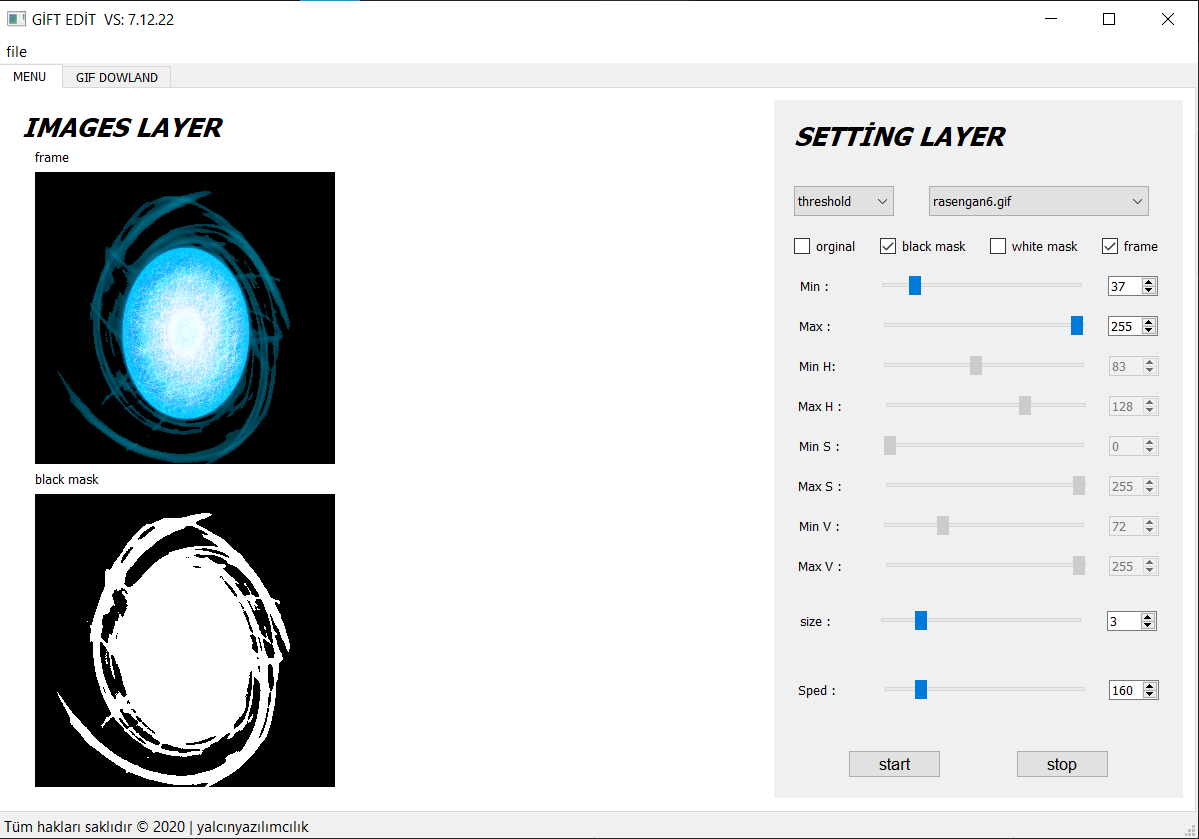 GİFT EDİT VS: 7.12.22
file
MENU GIF DOWLAND
IMAGES LAYER
frame
black mask
SETTİNG LAYER
threshold rasengan6.gif
orginal black mask white mask frame
Min : 37
Max : 255
Min H: 83
Max H : 128
Min S : 0
Max S : 255
Min V : 72
Max V : 255
size : 3
Sped : 160
start stop
Tüm hakları saklıdır © 2020 | yalcınyazılımcılık